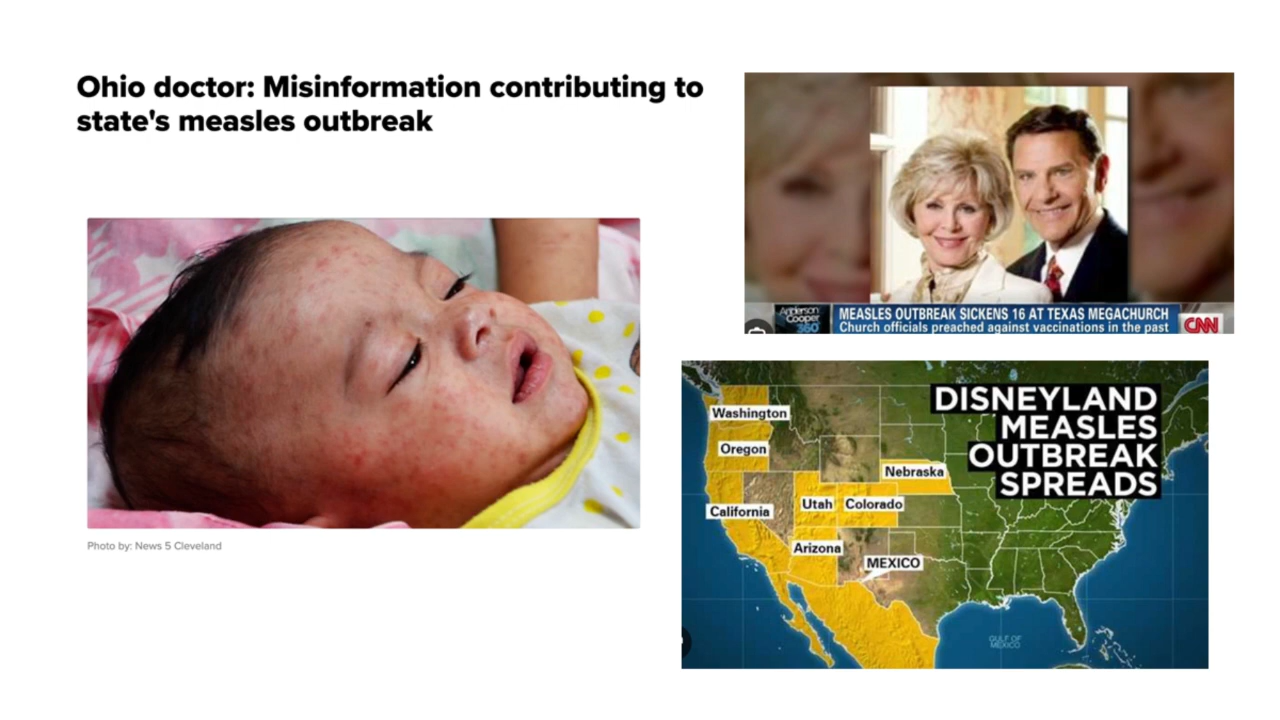 Ohio doctor: Misinformation contributing to
state's measles outbreak
Photo by: News 5 Cleveland
Anderson
Cooper
360°
MEASLES OUTBREAK SICKENS 16 AT TEXAS MEGACHURCH
Church officials preached against vaccinations in the past
CNN
DISNEYLAND
MEASLES
OUTBREAK
SPREADS
Washington
Oregon
Nebraska
California
Utah
Colorado
Arizona
MEXICO
GULF OF
MEXICO